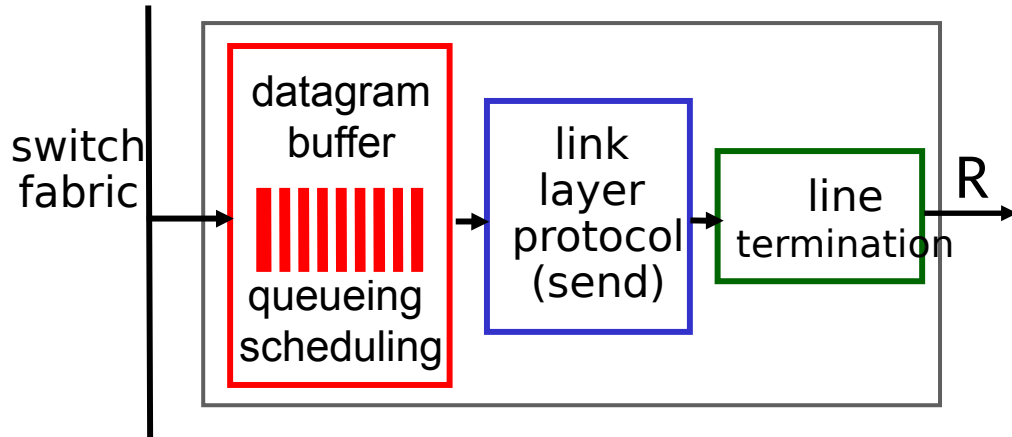 switch
fabric
datagram
buffer
queueing
scheduling
link
layer
protocol
(send)
line
termination
R